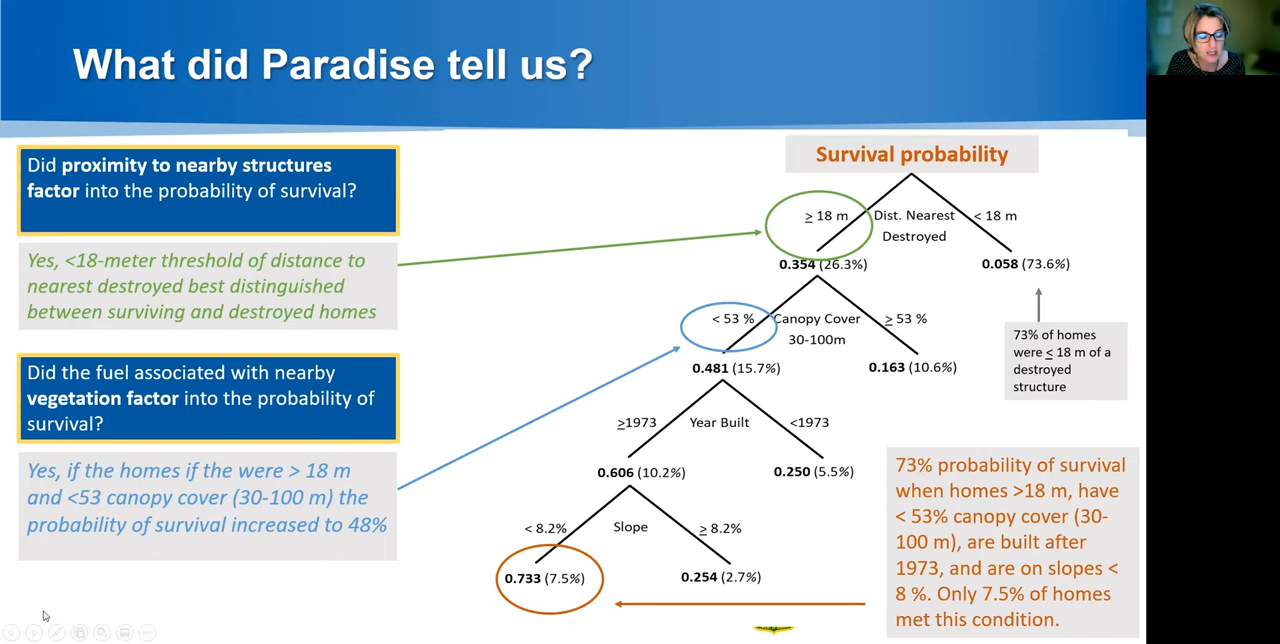 What did Paradise tell us?
Did proximity to nearby structures
factor into the probability of survival?
Yes, <18-meter threshold of distance to
nearest destroyed best distinguished
between surviving and destroyed homes
Did the fuel associated with nearby
vegetation factor into the probability of
survival?
Yes, if the homes if the were > 18 m
and <53 canopy cover (30-100 m) the
probability of survival increased to 48%
Survival probability
≥ 18 m
Dist. Nearest
Destroyed
< 18 m
0.354 (26.3%)
0.058 (73.6%)
< 53 %
Canopy Cover
30-100m
≥ 53 %
0.481 (15.7%)
0.163 (10.6%)
73% of homes
were ≤ 18 m of a
destroyed
structure
≥1973
Year Built
<1973
0.606 (10.2%)
0.250 (5.5%)
< 8.2%
Slope
≥ 8.2%
0.733 (7.5%)
0.254 (2.7%)
73% probability of survival
when homes >18 m, have
< 53% canopy cover (30-
100 m), are built after
1973, and are on slopes <
8 %. Only 7.5% of homes
met this condition.